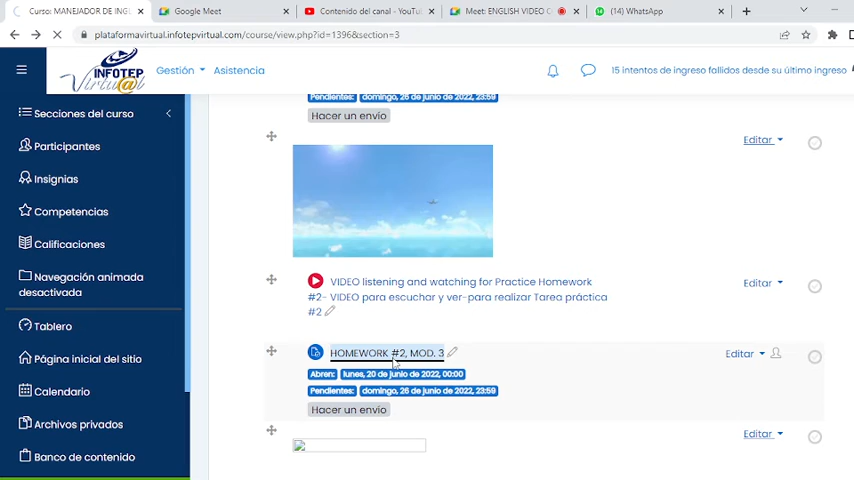 Curso: MANEJADOR DE INGL
Google Meet
Contenido del canal - YouTu
Meet: ENGLISH VIDEO C
(14) WhatsApp
plataformavirtual.infotepvirtual.com/course/view.php?id=1396&section=3
INFOTEP
Virtual
Gestión
Asistencia
15 intentos de ingreso fallidos desde su último ingreso
Secciones del curso
Participantes
Insignias
Competencias
Calificaciones
Navegación animada
desactivada
Tablero
Página inicial del sitio
Calendario
Archivos privados
Banco de contenido
Pendientes: domingo, 26 de junio de 2022, 23:59
Hacer un envío
Editar
VIDEO listening and watching for Practice Homework
#2- VIDEO para escuchar y ver-para realizar Tarea práctica
#2
Editar
HOMEWORK #2, MOD. 3
Editar
Abren: lunes, 20 de junio de 2022, 00:00
Pendientes: domingo, 26 de junio de 2022, 23:59
Hacer un envío
Editar